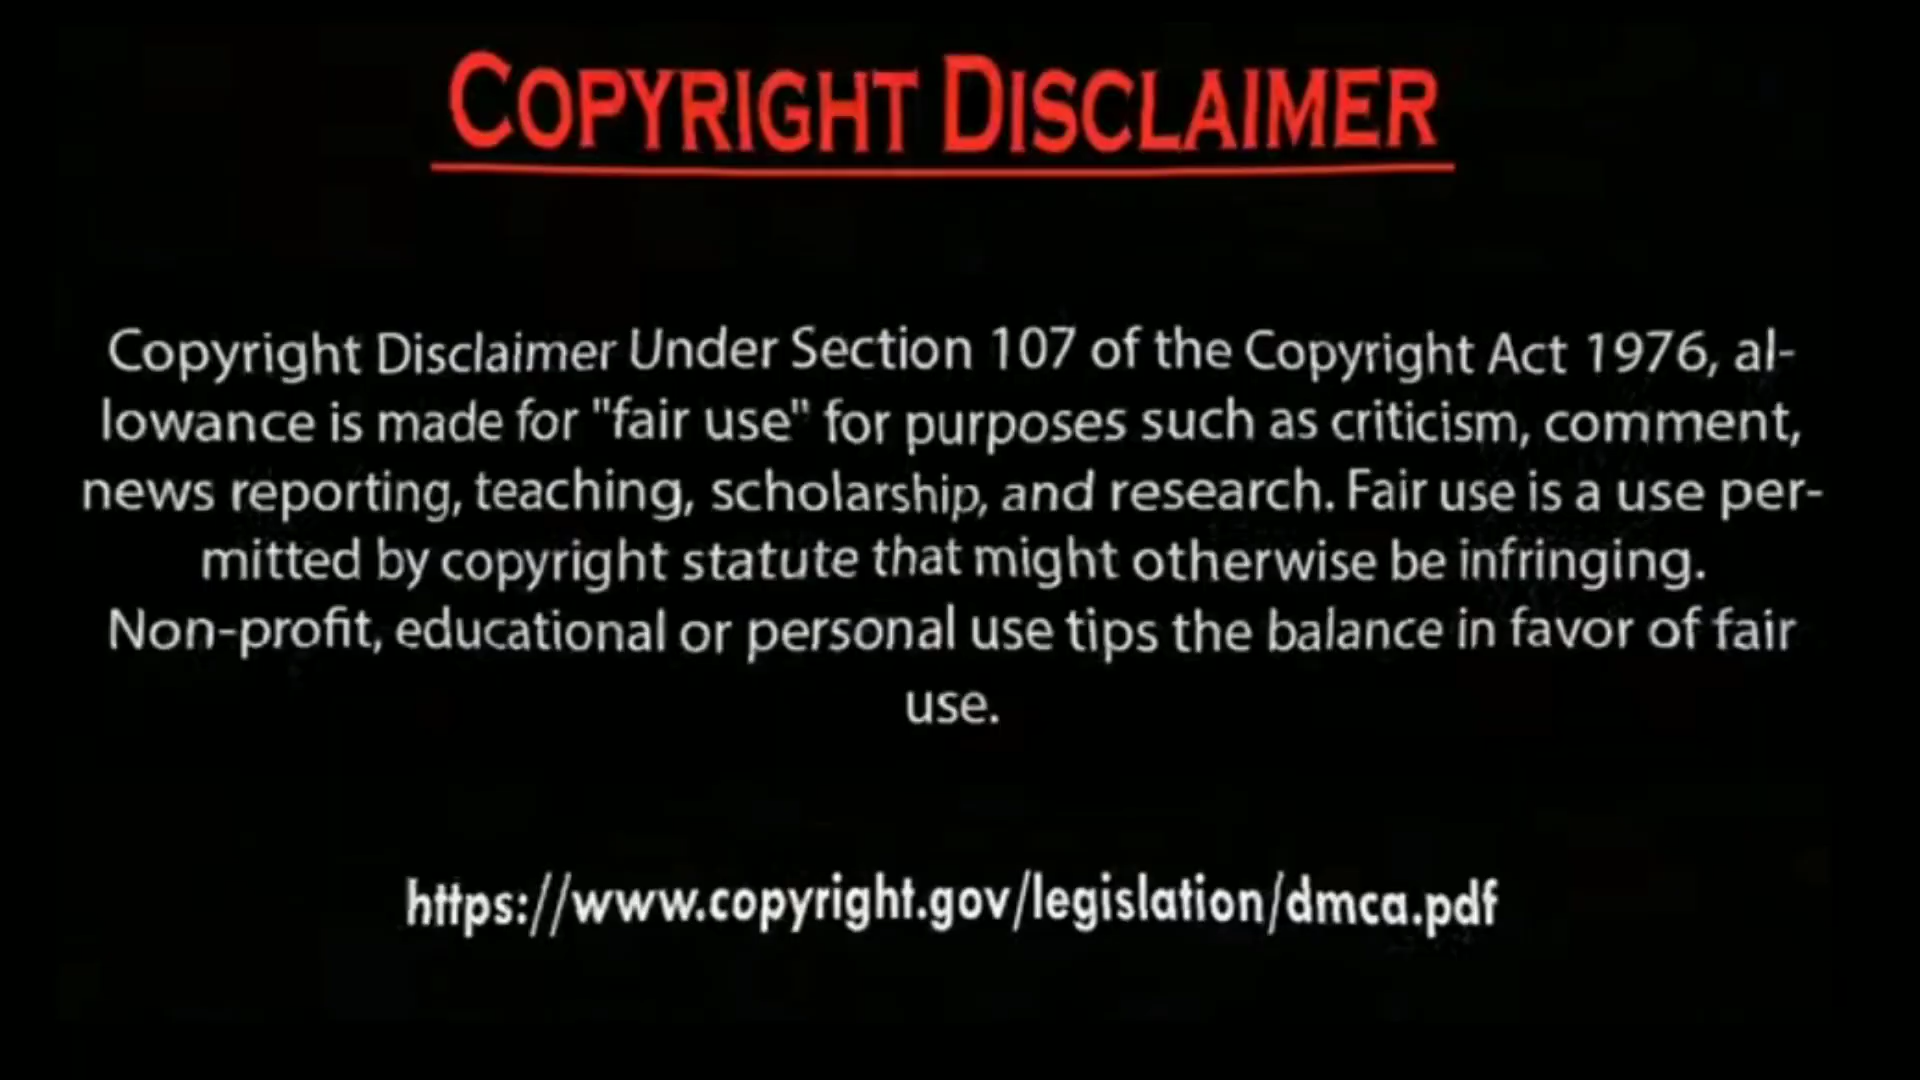 COPYRIGHT DISCLAIMER
Copyright Disclaimer Under Section 107 of the Copyright Act 1976, al-
lowance is made for "fair use" for purposes such as criticism, comment,
news reporting, teaching, scholarship, and research. Fair use is a use per-
mitted by copyright statute that might otherwise be infringing.
Non-profit, educational or personal use tips the balance in favor of fair
use.
https://www.copyright.gov/legislation/dmca.pdf